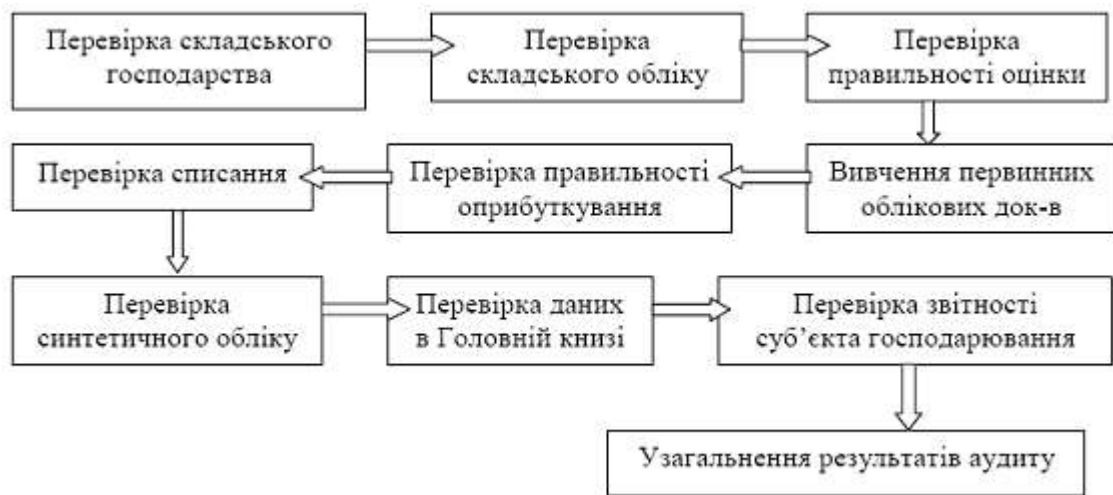 Перевірка складського
господарства
Перевірка
складського обліку
Перевірка
правильності оцінки
Вивчення первинних
облікових док-в
Перевірка правильності
оприбуткування
Перевірка списання
Перевірка
синтетичного обліку
Перевірка даних
в Головній книзі
Перевірка звітності
суб’єкта господарювання
Узагальнення результатів аудиту